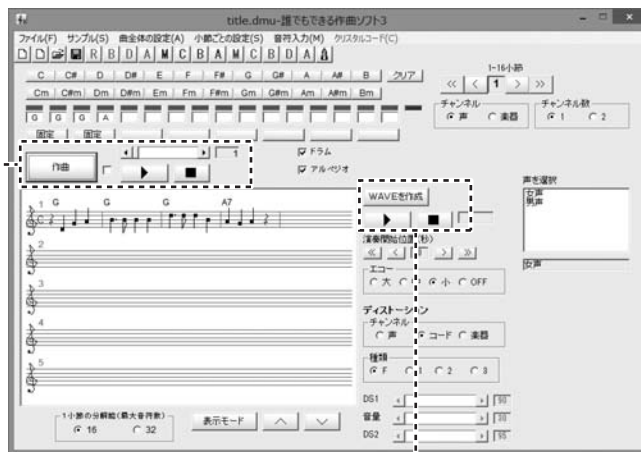 title.dmu-誰でもできる作曲ソフト3
ファイル(F) サンプル(S) 曲全体の設定(A) 小節ごとの設定(S) 音符入力(M) クリスタルコード(C)
R B D A M C B A M C B D A
C C# D D# E F F# G G# A A# B クリア
Cm C#m Dm D#m Em Fm F#m Gm G#m Am A#m Bm
G G G A
固定 固定
1-16小節
<< < 1 > >>
チャンネル
声 楽器
チャンネル数
1 2
作曲
1
ドラム
アルペジオ
1 G G G A7
2
3
4
5
WAVEを作成
演奏開始位置(秒)
<< < > >>
エコー
大 小 OFF
ディストーション
チャンネル
声 コード 楽器
種類
F 1 2 3
DS1
音量
DS2
声を選択
女声
男声
女声
1小節の分解能(最大音符数)
16 32
表示モード